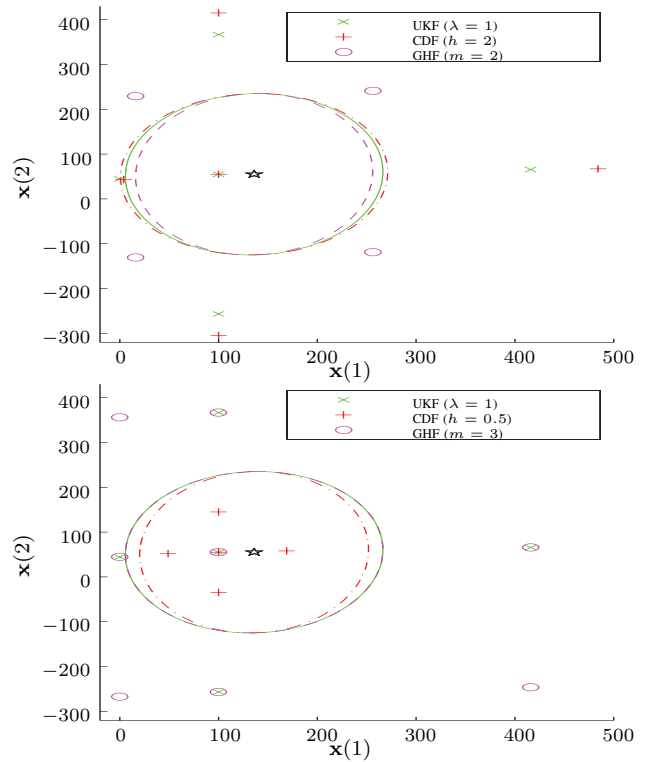 UKF (λ = 1)
CDF (h = 2)
GHF (m = 2)
400
300
200
100
0
−100
−200
−300
x(2)
0
100
200
300
400
500
x(1)
UKF (λ = 1)
CDF (h = 0.5)
GHF (m = 3)
400
300
200
100
0
−100
−200
−300
x(2)
0
100
200
300
400
500
x(1)